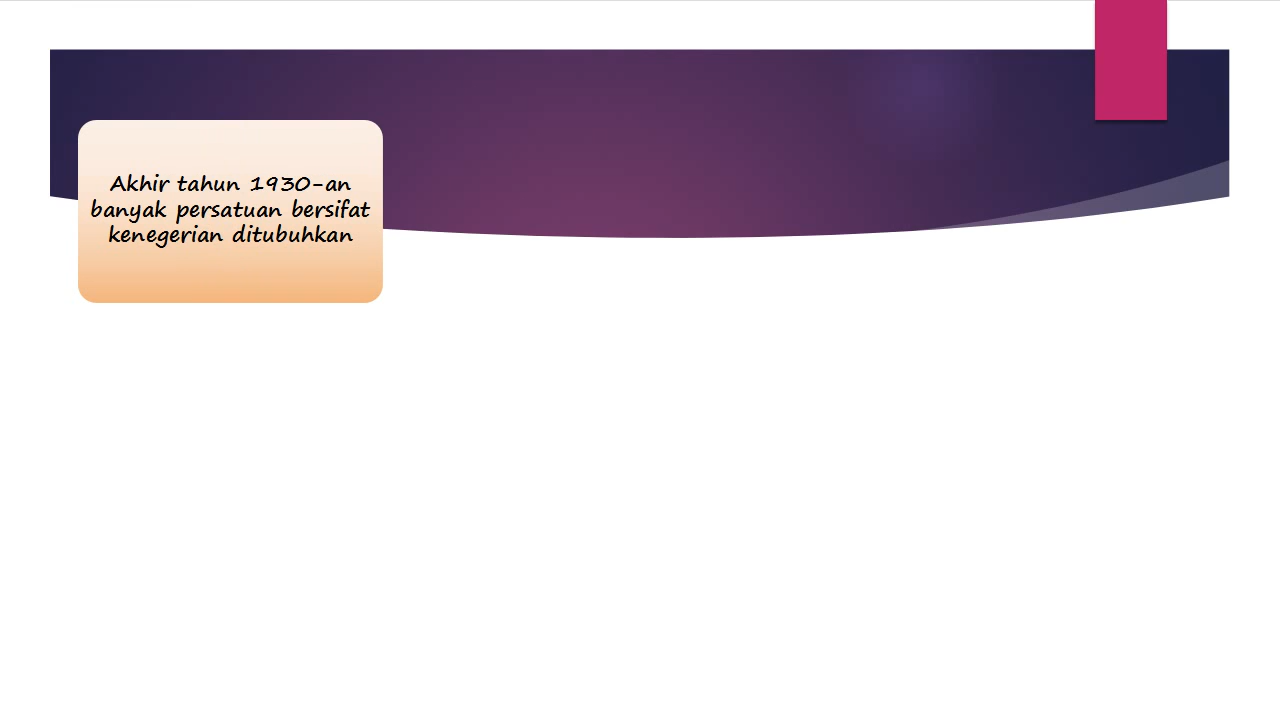 Akhir tahun 1930-an
banyak persatuan bersifat
kenegerian ditubuhkan